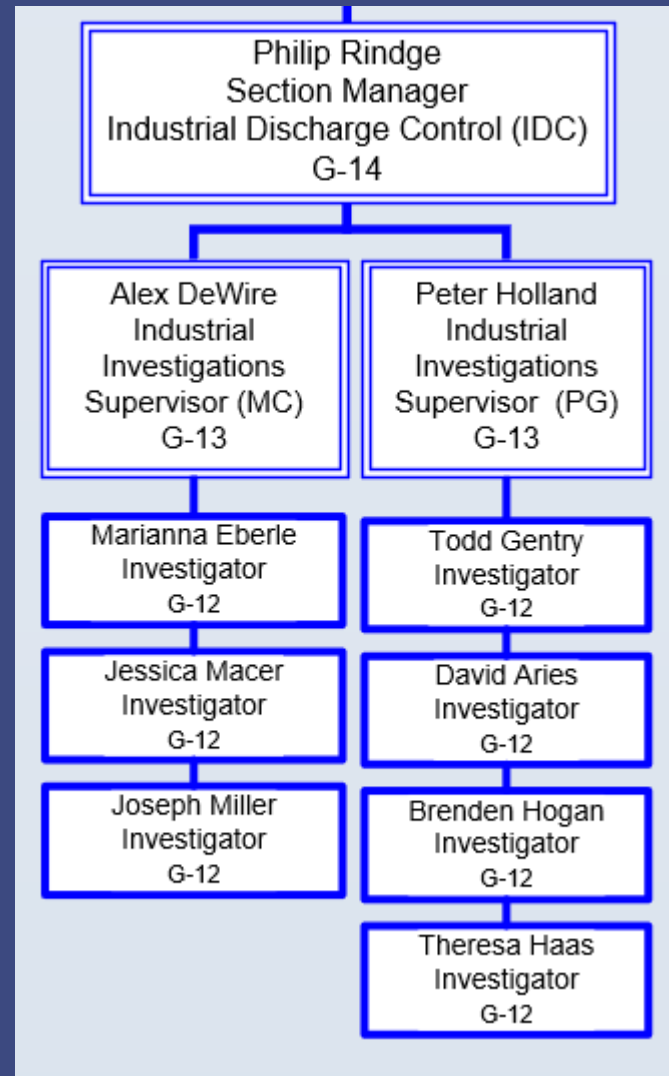 Philip Rindge
Section Manager
Industrial Discharge Control (IDC)
G-14
Alex DeWire
Industrial
Investigations
Supervisor (MC)
G-13
Marianna Eberle
Investigator
G-12
Jessica Macer
Investigator
G-12
Joseph Miller
Investigator
G-12
Peter Holland
Industrial
Investigations
Supervisor (PG)
G-13
Todd Gentry
Investigator
G-12
David Aries
Investigator
G-12
Brenden Hogan
Investigator
G-12
Theresa Haas
Investigator
G-12